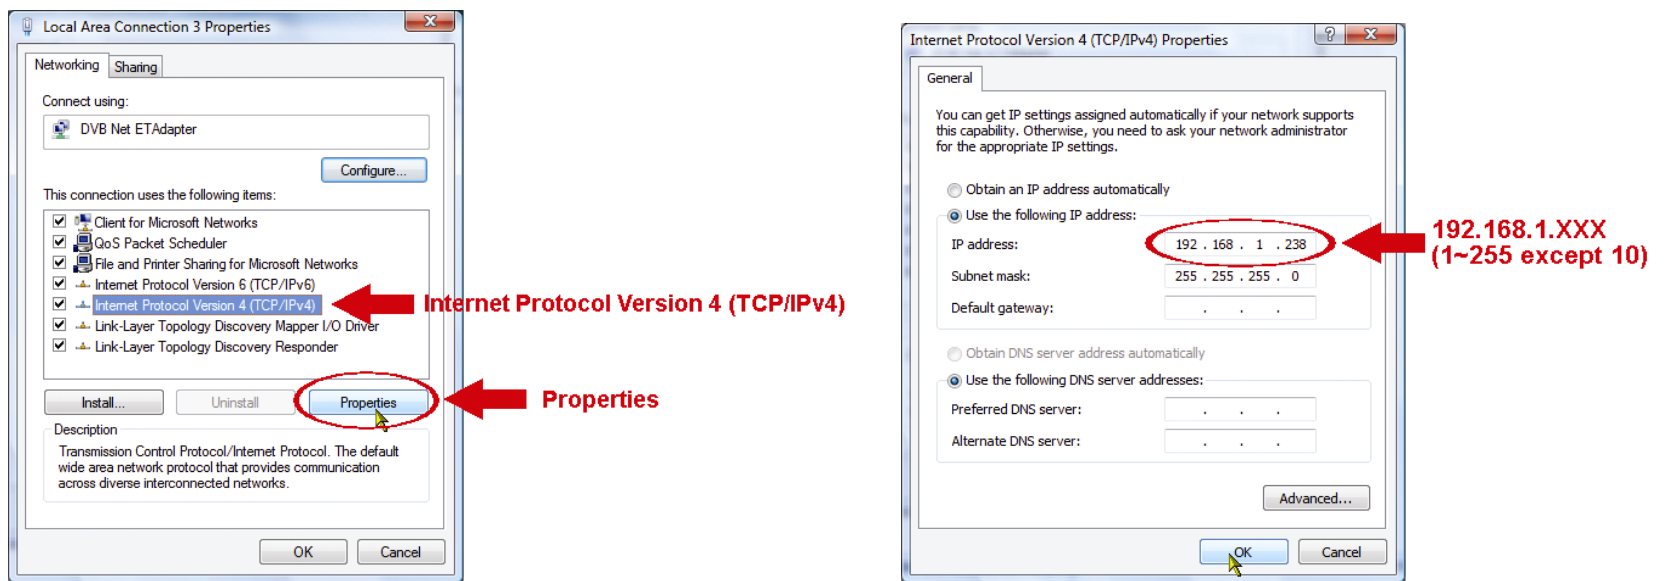 Local Area Connection 3 Properties
Networking
Sharing
Connect using:
DVB Net ETAdapter
Configure...
This connection uses the following items:
Client for Microsoft Networks
QoS Packet Scheduler
File and Printer Sharing for Microsoft Networks
Internet Protocol Version 6 (TCP/IPv6)
Internet Protocol Version 4 (TCP/IPv4)
Link-Layer Topology Discovery Mapper I/O Driver
Link-Layer Topology Discovery Responder
Install...
Uninstall
Properties
Description
Transmission Control Protocol/Internet Protocol. The default
wide area network protocol that provides communication
across diverse interconnected networks.
OK
Cancel
Internet Protocol Version 4 (TCP/IPv4)
Properties
Internet Protocol Version 4 (TCP/IPv4) Properties
General
You can get IP settings assigned automatically if your network supports
this capability. Otherwise, you need to ask your network administrator
for the appropriate IP settings.
Obtain an IP address automatically
Use the following IP address:
IP address:
192 . 168 . 1 . 238
Subnet mask:
255 . 255 . 255 . 0
Default gateway:
. . .
Obtain DNS server address automatically
Use the following DNS server addresses:
Preferred DNS server:
. . .
Alternate DNS server:
. . .
Advanced...
OK
Cancel
192.168.1.XXX
(1~255 except 10)